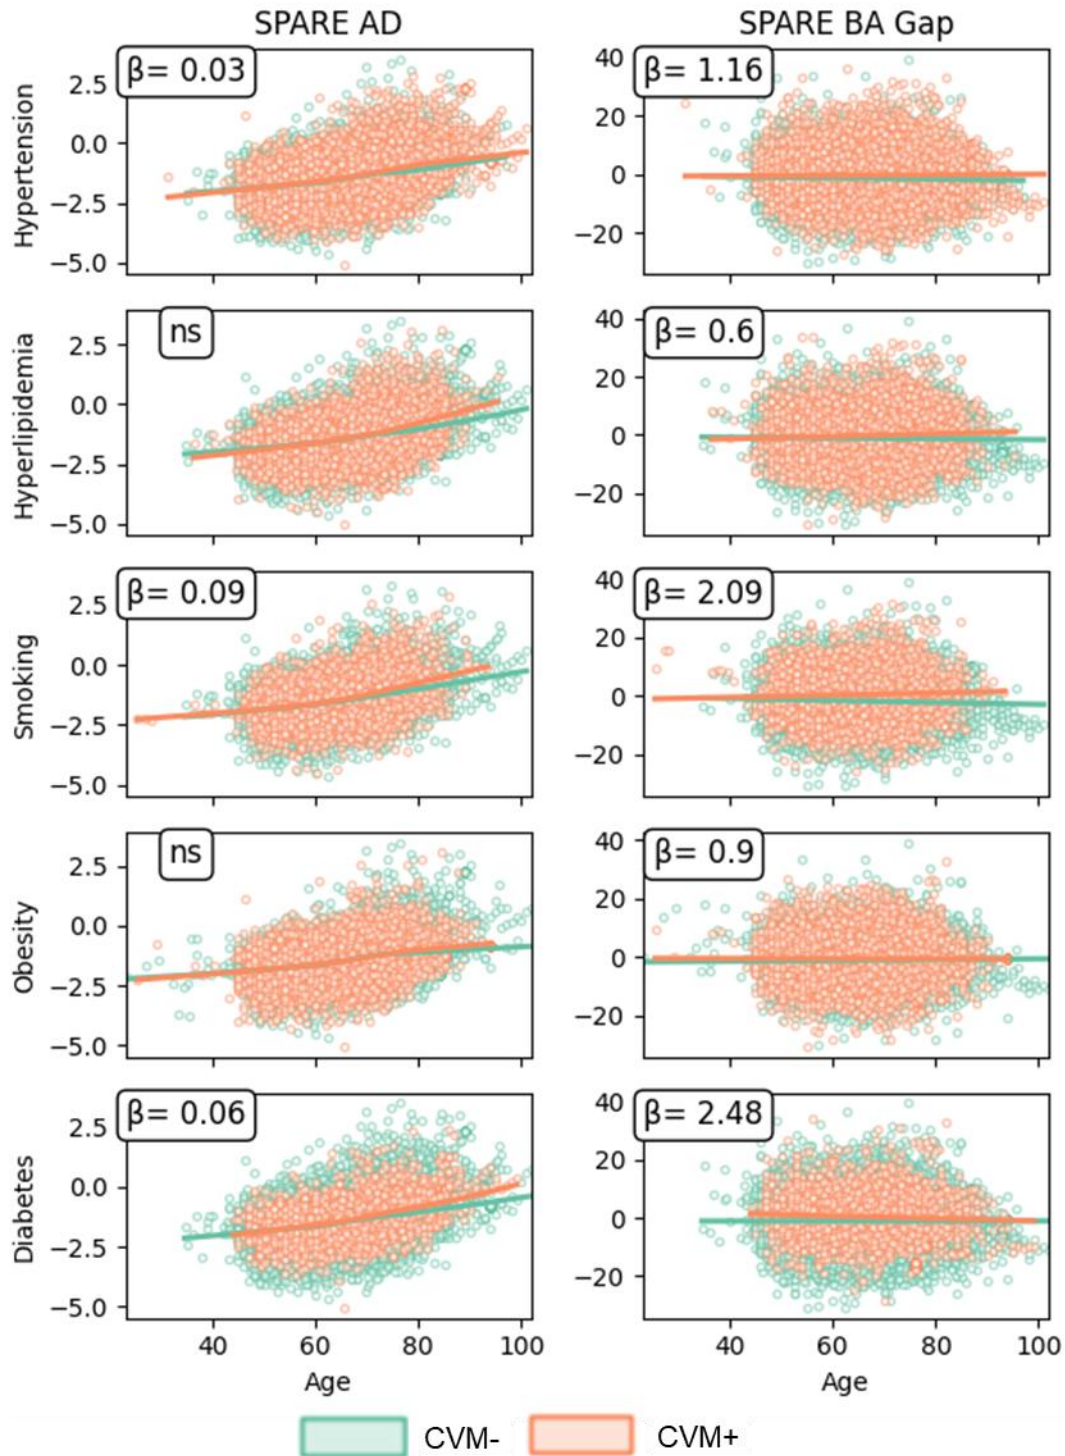 SPARE AD SPARE BA Gap
β= 0.03 β= 1.16
Hypertension
2.5
0.0
−2.5
−5.0
40
20
0
−20
ns β= 0.6
Hyperlipidemia
2.5
0.0
−2.5
−5.0
40
20
0
−20
β= 0.09 β= 2.09
Smoking
2.5
0.0
−2.5
−5.0
40
20
0
−20
ns β= 0.9
Obesity
2.5
0.0
−2.5
−5.0
40
20
0
−20
β= 0.06 β= 2.48
Diabetes
2.5
0.0
−2.5
−5.0
40
20
0
−20
40 60 80 100 40 60 80 100
Age Age
CVM- CVM+